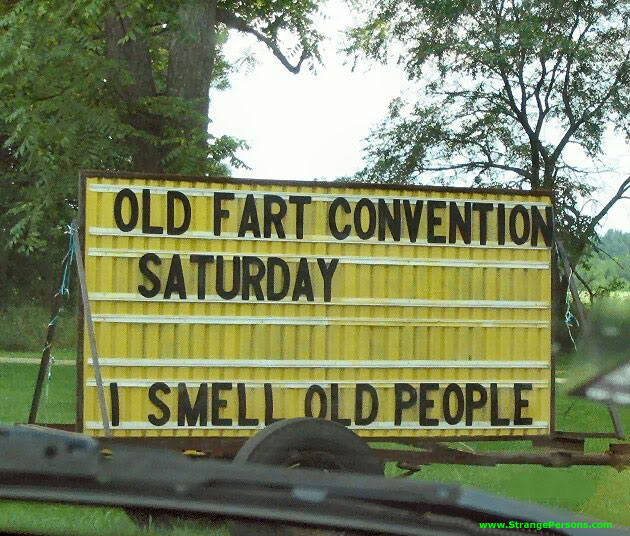 OLD FART CONVENTION
SATURDAY
I SMELL OLD PEOPLE
www.StrangePersons.com